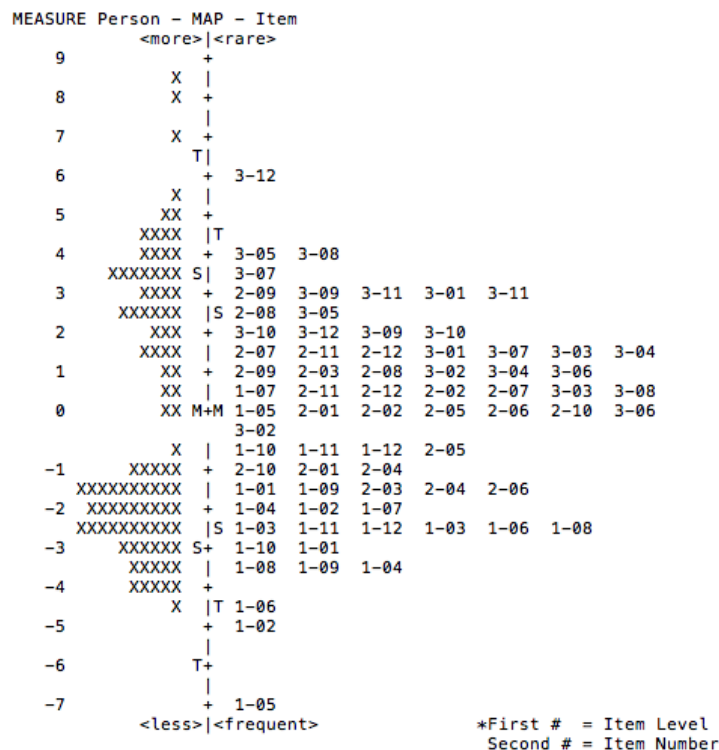 MEASURE Person - MAP - Item
<more>|<rare>
9 +
X |
8 X +
|
7 X +
T|
6 + 3-12
X |
5 XX +
XXXX |T
4 XXXX + 3-05 3-08
XXXXXXX S| 3-07
3 XXXX + 2-09 3-09 3-11 3-01 3-11
XXXXXX |S 2-08 3-05
2 XXX + 3-10 3-12 3-09 3-10
XXXX | 2-07 2-11 2-12 3-01 3-07 3-03 3-04
1 XX + 2-09 2-03 2-08 3-02 3-04 3-06
XX | 1-07 2-11 2-12 2-02 2-07 3-03 3-08
0 XX M+M 1-05 2-01 2-02 2-05 2-06 2-10 3-06
3-02
X | 1-10 1-11 1-12 2-05
-1 XXXXX + 2-10 2-01 2-04
XXXXXXXXXX | 1-01 1-09 2-03 2-04 2-06
-2 XXXXXXXXX + 1-04 1-02 1-07
XXXXXXXXXX |S 1-03 1-11 1-12 1-03 1-06 1-08
-3 XXXXXX S+ 1-10 1-01
XXXXX | 1-08 1-09 1-04
-4 XXXXX +
X |T 1-06
-5 + 1-02
|
-6 T+
|
-7 + 1-05
<less>|<frequent> *First # = Item Level
Second # = Item Number